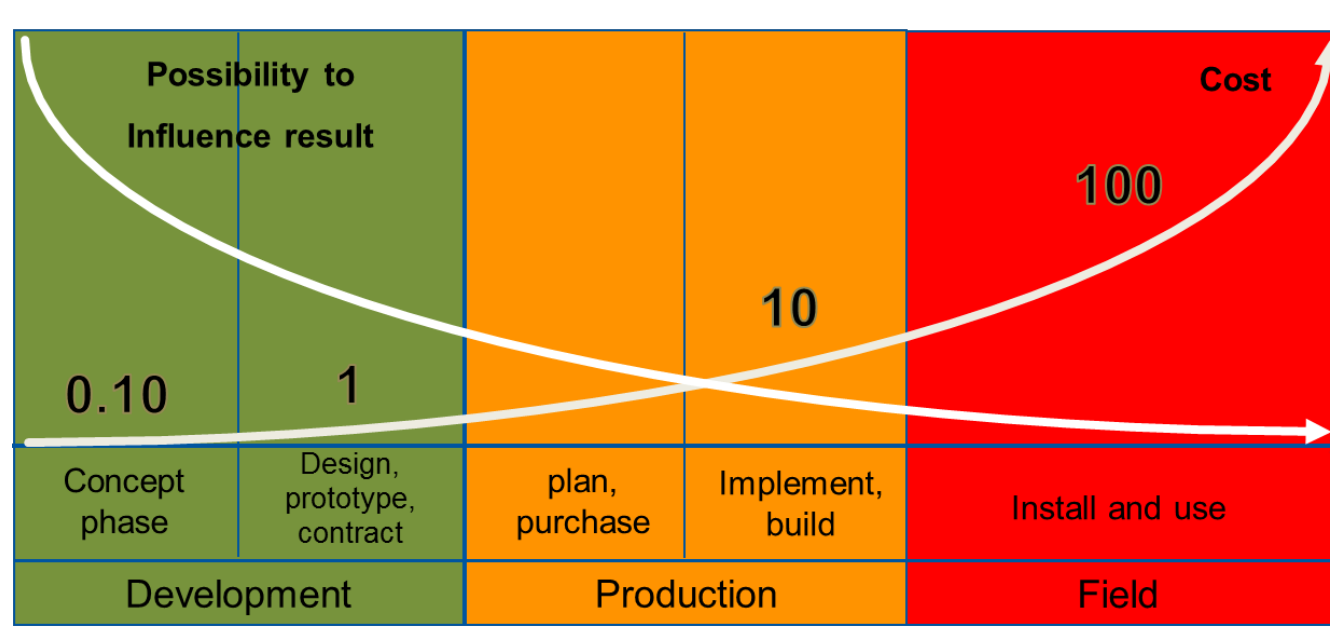 Possibility to
Influence result
Cost
100
10
1
0.10
Concept
phase
Design,
prototype,
contract
plan,
purchase
Implement,
build
Install and use
Development
Production
Field